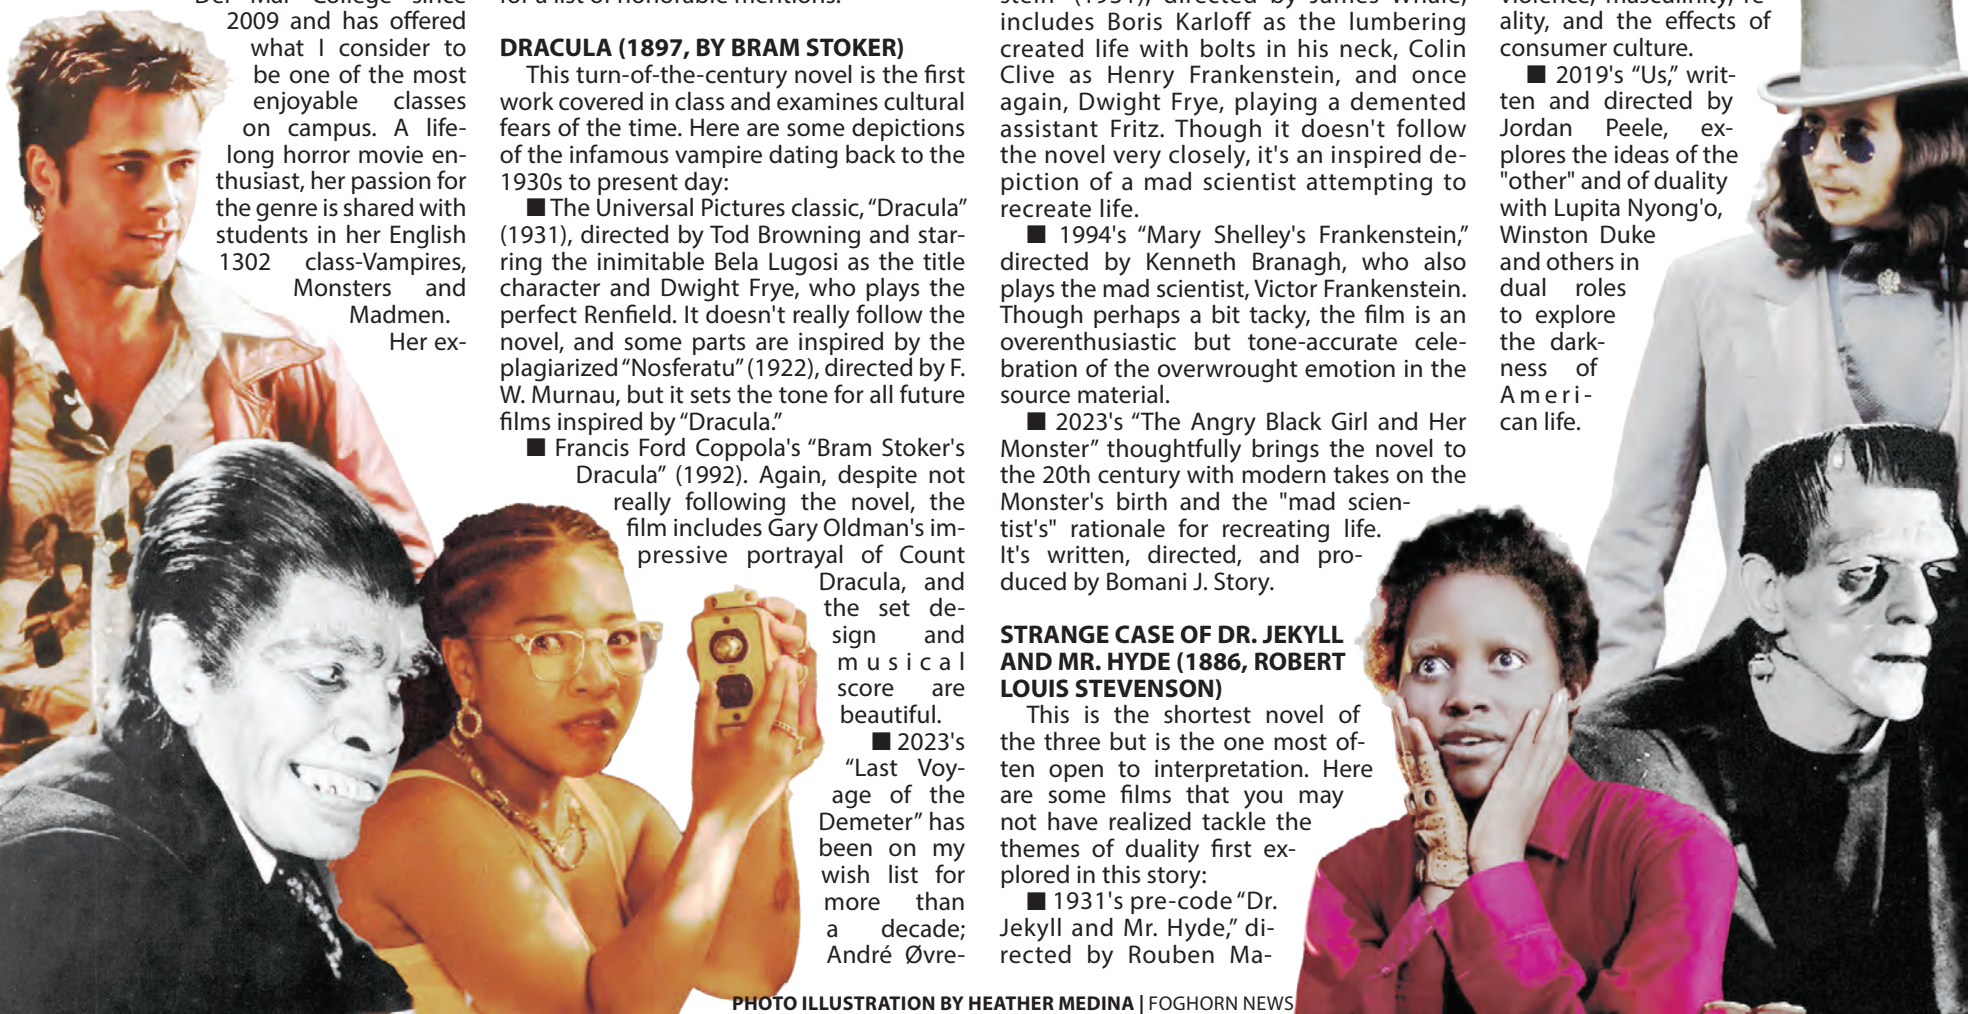 Del Mar College since
2009 and has offered
what I consider to
be one of the most
enjoyable classes
on campus. A life-
long horror movie en-
thusiast, her passion for
the genre is shared with
students in her English
1302 class-Vampires,
Monsters and
Madmen.
Her ex-
for a list of honorable mentions.
DRACULA (1897, BY BRAM STOKER)
This turn-of-the-century novel is the first
work covered in class and examines cultural
fears of the time. Here are some depictions
of the infamous vampire dating back to the
1930s to present day:
■ The Universal Pictures classic, “Dracula”
(1931), directed by Tod Browning and star-
ring the inimitable Bela Lugosi as the title
character and Dwight Frye, who plays the
perfect Renfield. It doesn't really follow the
novel, and some parts are inspired by the
plagiarized “Nosferatu” (1922), directed by F.
W. Murnau, but it sets the tone for all future
films inspired by “Dracula.”
■ Francis Ford Coppola's “Bram Stoker's
Dracula” (1992). Again, despite not
really following the novel, the
film includes Gary Oldman's im-
pressive portrayal of Count
Dracula, and
the set de-
sign and
musical
score are
beautiful.
■ 2023's
“Last Voy-
age of the
Demeter” has
been on my
wish list for
more than
a decade;
André Øvre-
stein” (1931), directed by James Whale,
includes Boris Karloff as the lumbering
created life with bolts in his neck, Colin
Clive as Henry Frankenstein, and once
again, Dwight Frye, playing a demented
assistant Fritz. Though it doesn't follow
the novel very closely, it's an inspired de-
piction of a mad scientist attempting to
recreate life.
■ 1994's “Mary Shelley's Frankenstein,”
directed by Kenneth Branagh, who also
plays the mad scientist, Victor Frankenstein.
Though perhaps a bit tacky, the film is an
overenthusiastic but tone-accurate cele-
bration of the overwrought emotion in the
source material.
■ 2023's “The Angry Black Girl and Her
Monster” thoughtfully brings the novel to
the 20th century with modern takes on the
Monster's birth and the "mad scien-
tist's" rationale for recreating life.
It's written, directed, and pro-
duced by Bomani J. Story.
STRANGE CASE OF DR. JEKYLL
AND MR. HYDE (1886, ROBERT
LOUIS STEVENSON)
This is the shortest novel of
the three but is the one most of-
ten open to interpretation. Here
are some films that you may
not have realized tackle the
themes of duality first ex-
plored in this story:
■ 1931's pre-code “Dr.
Jekyll and Mr. Hyde,” di-
rected by Rouben Ma-
violence, masculinity, re-
ality, and the effects of
consumer culture.
■ 2019's “Us,” writ-
ten and directed by
Jordan Peele, ex-
plores the ideas of the
"other" and of duality
with Lupita Nyong'o,
Winston Duke
and others in
dual roles
to explore
the dark-
ness of
Ameri-
can life.
PHOTO ILLUSTRATION BY HEATHER MEDINA | FOGHORN NEWS